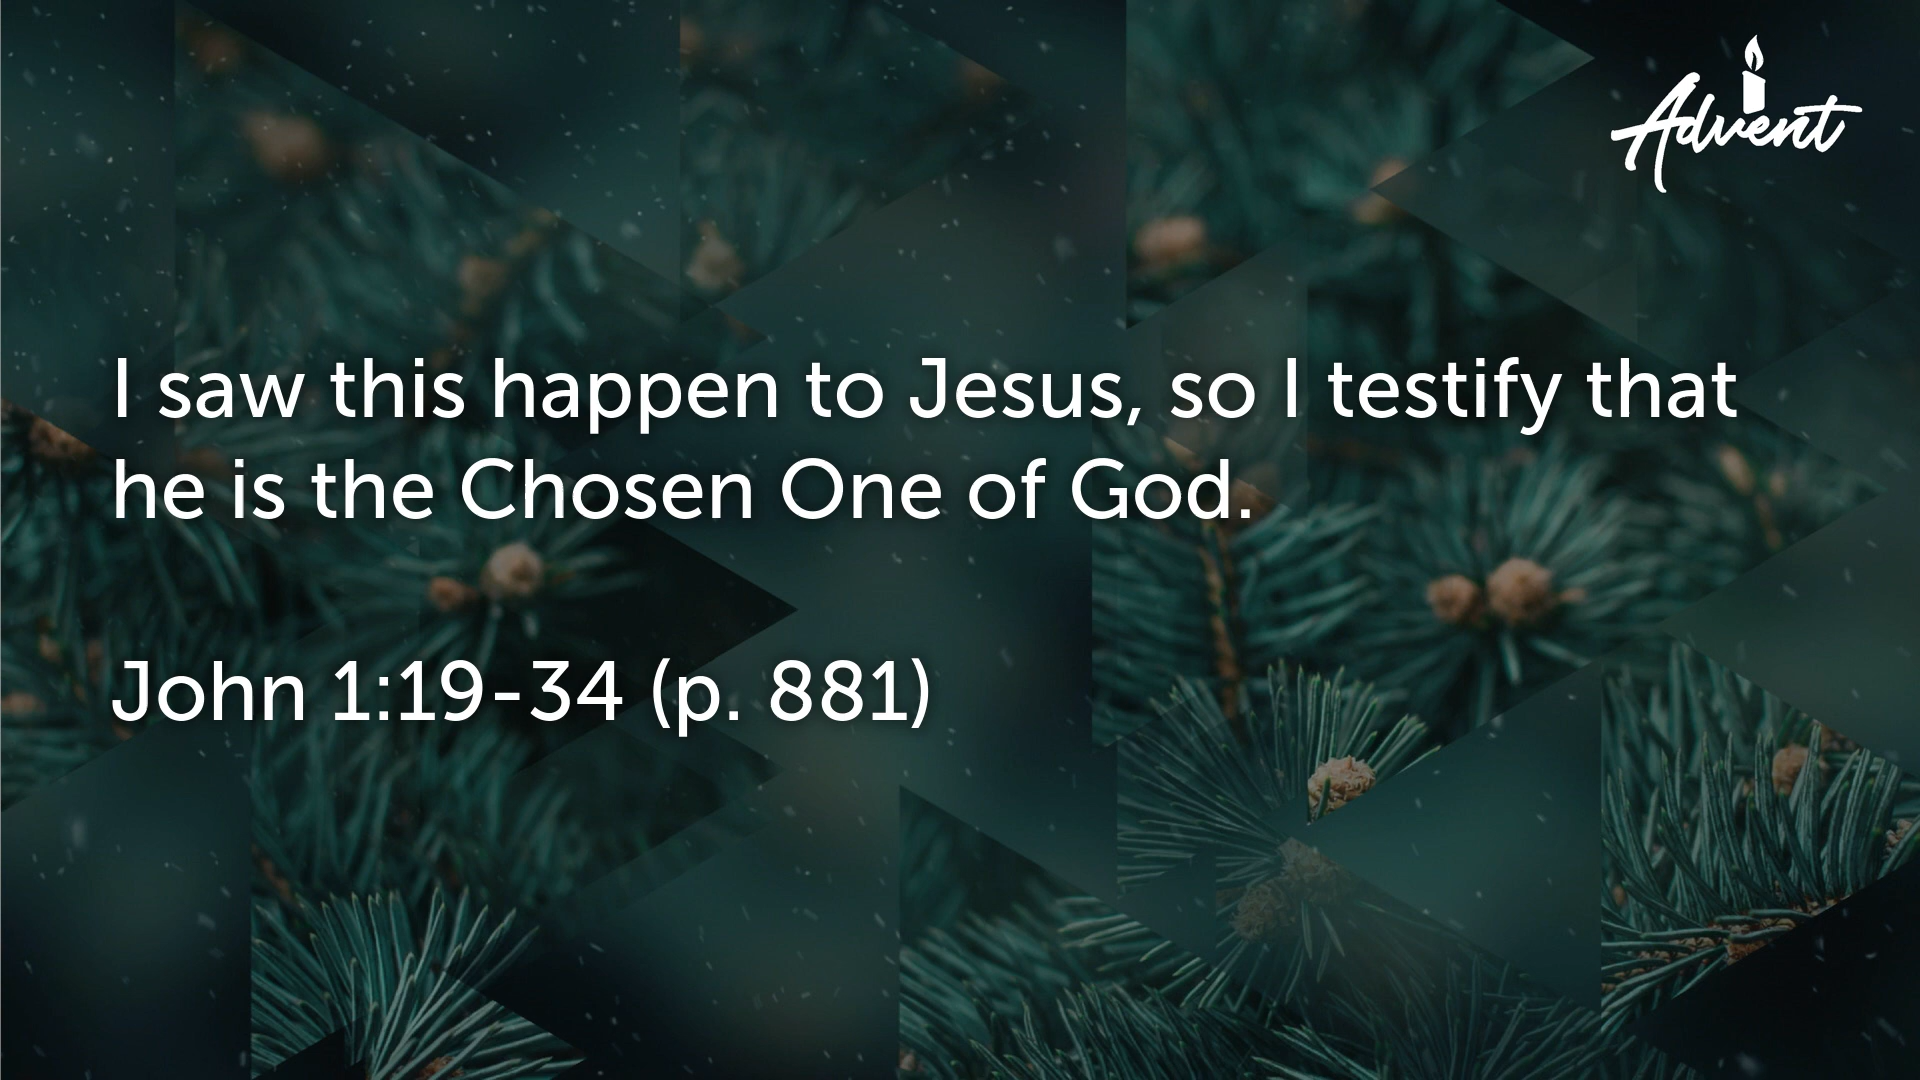 Advent
I saw this happen to Jesus, so I testify that
he is the Chosen One of God.
John 1:19-34 (p. 881)